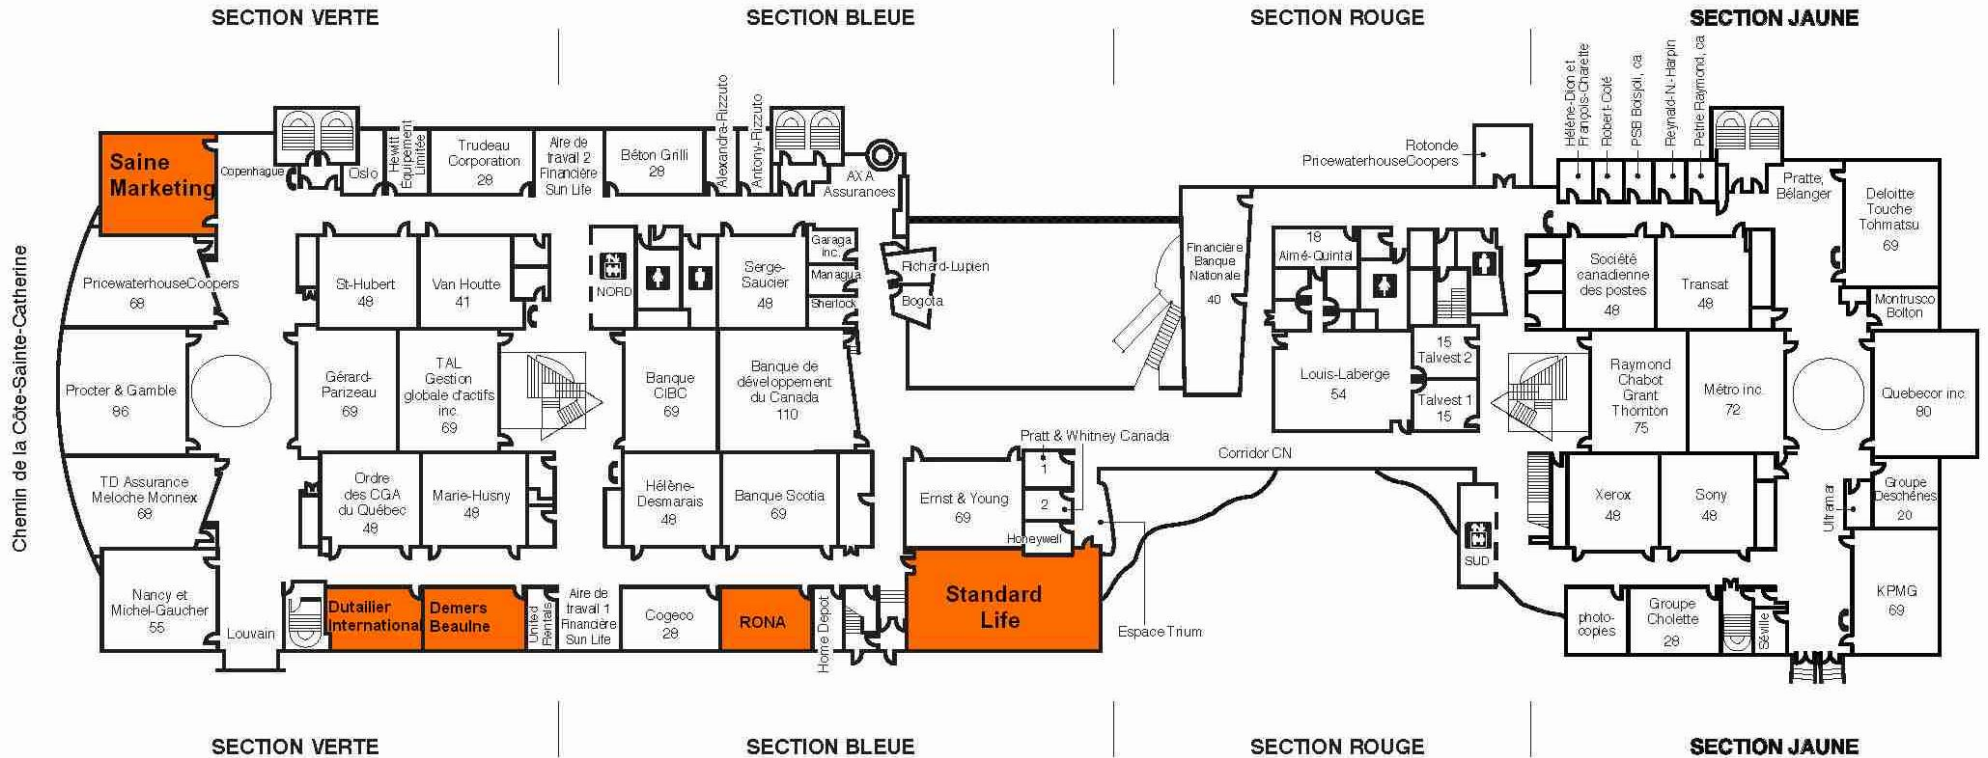 SECTION VERTE
SECTION BLEUE
SECTION ROUGE
SECTION JAUNE
Chemin de la Côte-Sainte-Catherine
Saine
Marketing
Copenhague
Oslo
Hewitt
Équipement
Limitée
Trudeau
Corporation
28
Aire de
travail 2
Financière
Sun Life
Béton Grilli
28
Alexandra-Rizzuto
Antony-Rizzuto
AXA
Assurances
Rotonde
PricewaterhouseCoopers
Hélène-Dion et
François-Charette
Robert-Coté
PSB Boisjoli, ca
Reynald-N.-Harpin
Petrie Raymond, ca
Pratte,
Bélanger
Deloitte
Touche
Tohmatsu
69
PricewaterhouseCoopers
68
St-Hubert
48
Van Houtte
41
NORD
Serge-
Saucier
48
Garaga
inc.
Managua
Sherlock
Richard-Lupien
Bogota
Financière
Banque
Nationale
40
18
Aimé-Quintal
Société
canadienne
des postes
48
Transat
48
Montrusco
Bolton
Procter & Gamble
86
Gérard-
Parizeau
69
TAL
Gestion
globale d'actifs
inc.
69
Banque
CIBC
69
Banque de
développement
du Canada
110
Louis-Laberge
54
15
Talvest 2
Talvest 1
15
Raymond
Chabot
Grant
Thornton
75
Métro inc.
72
Quebecor inc.
80
TD Assurance
Meloche Monnex
68
Ordre
des CGA
du Québec
48
Marie-Husny
48
Hélène-
Desmarais
48
Banque Scotia
69
Ernst & Young
69
Pratt & Whitney Canada
1
2
Honeywell
Corridor CN
SUD
Xerox
48
Sony
48
Ultramar
Groupe
Deschênes
20
Nancy et
Michel-Gaucher
55
Louvain
Dutailier
International
Demers
Beaulne
United
Rentals
Aire de
travail 1
Financière
Sun Life
Cogeco
28
RONA
Home Depot
Standard
Life
Espace Trium
photo-
copies
Groupe
Cholette
28
Séville
KPMG
69
SECTION VERTE
SECTION BLEUE
SECTION ROUGE
SECTION JAUNE